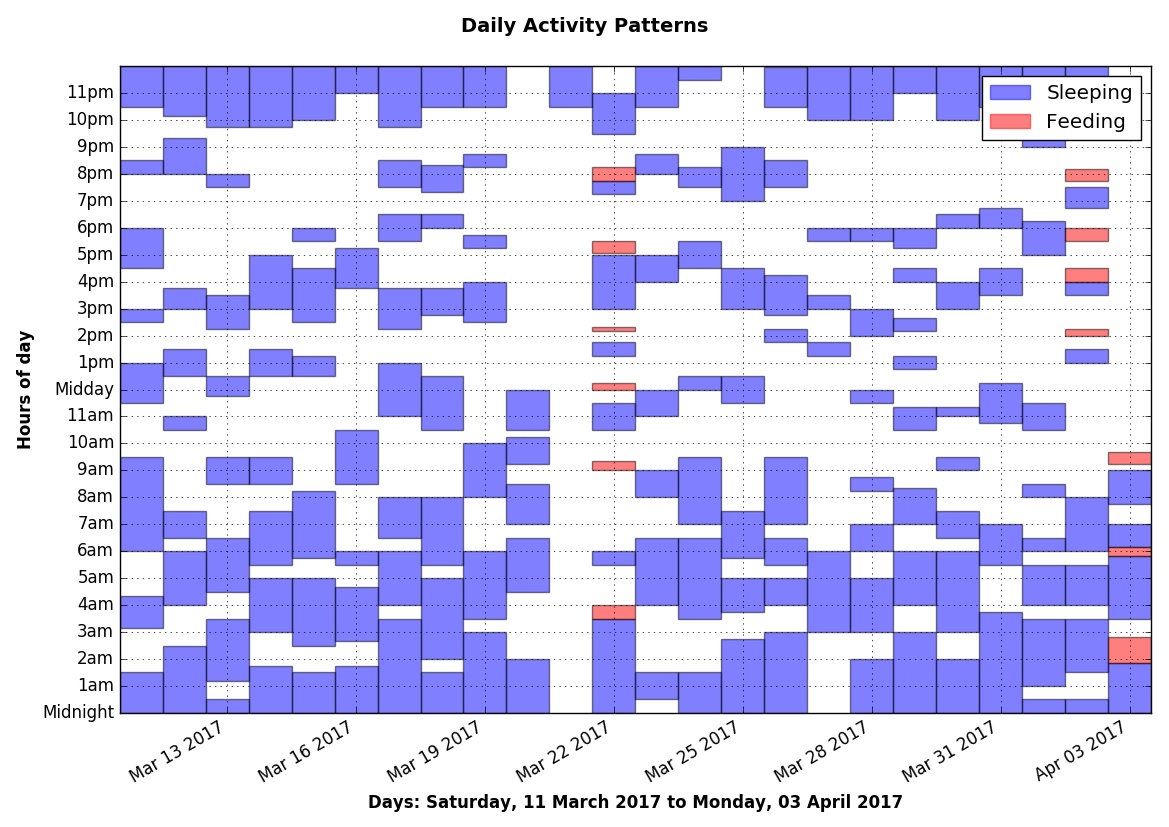 Daily Activity Patterns
Sleeping
Feeding
Hours of day
11pm
10pm
9pm
8pm
7pm
6pm
5pm
4pm
3pm
2pm
1pm
Midday
11am
10am
9am
8am
7am
6am
5am
4am
3am
2am
1am
Midnight
Mar 13 2017
Mar 16 2017
Mar 19 2017
Mar 22 2017
Mar 25 2017
Mar 28 2017
Mar 31 2017
Apr 03 2017
Days: Saturday, 11 March 2017 to Monday, 03 April 2017